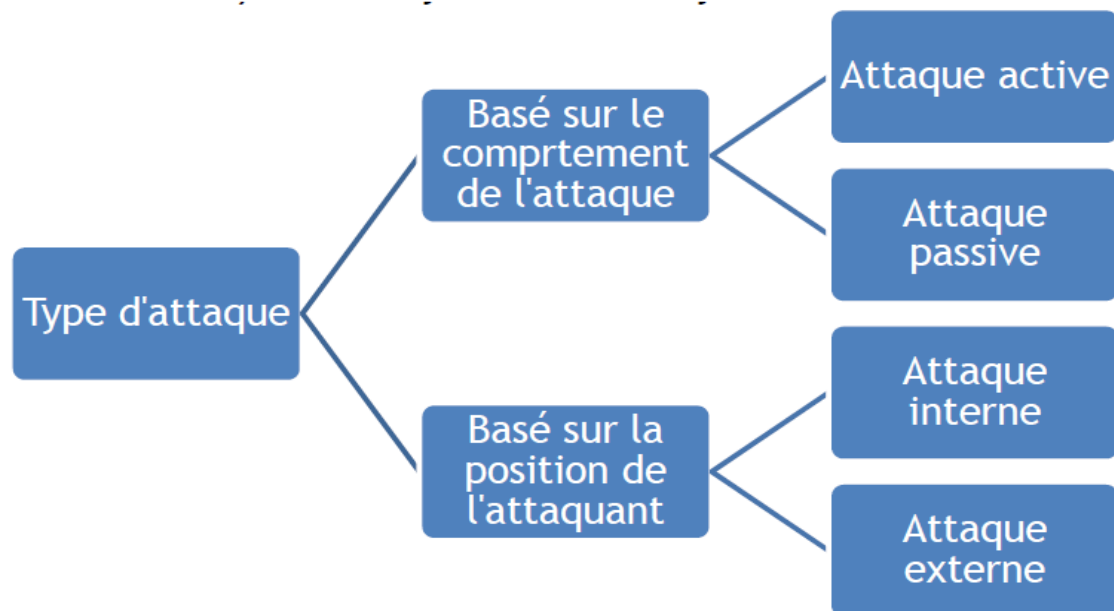 Type d'attaque
Basé sur le
comprtement
de l'attaque
Basé sur la
position de
l'attaquant
Attaque active
Attaque
passive
Attaque
interne
Attaque
externe